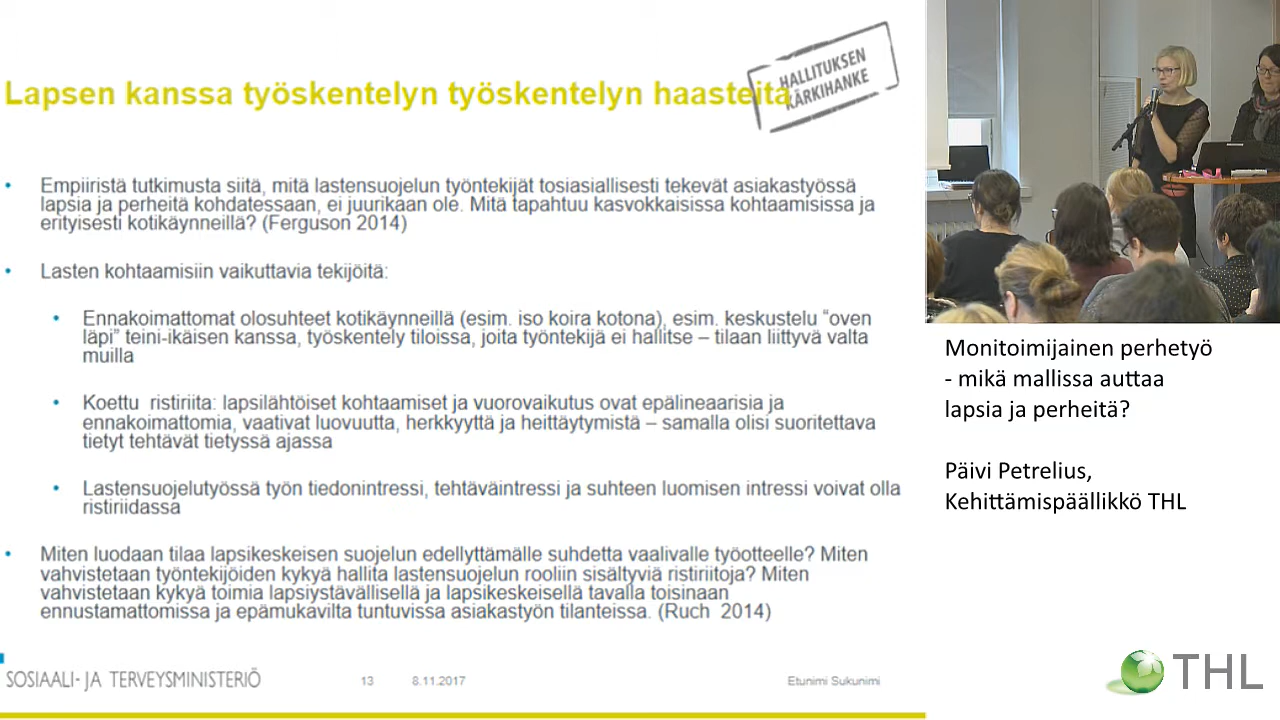 HALLITUKSEN
KÄRKIHANKE
Lapsen kanssa työskentelyn työskentelyn haasteita
• Empiiristä tutkimusta siitä, mitä lastensuojelun työntekijät tosiasiallisesti tekevät asiakastyössä
lapsia ja perheitä kohdatessaan, ei juurikaan ole. Mitä tapahtuu kasvokkaisissa kohtaamisissa ja
erityisesti kotikäynneillä? (Ferguson 2014)
• Lasten kohtaamisiin vaikuttavia tekijöitä:
• Ennakoimattomat olosuhteet kotikäynneillä (esim. iso koira kotona), esim. keskustelu “oven
läpi” teini-ikäisen kanssa, työskentely tiloissa, joita työntekijä ei hallitse – tilaan liittyvä valta
muilla
• Koettu ristiriita: lapsilähtöiset kohtaamiset ja vuorovaikutus ovat epälineaarisia ja
ennakoimattomia, vaativat luovuutta, herkkyyttä ja heittäytymistä – samalla olisi suoritettava
tietyt tehtävät tietyssä ajassa
• Lastensuojelutyössä työn tiedonintressi, tehtäväintressi ja suhteen luomisen intressi voivat olla
ristiriidassa
• Miten luodaan tilaa lapsikeskeisen suojelun edellyttämälle suhdetta vaalivalle työotteelle? Miten
vahvistetaan työntekijöiden kykyä hallita lastensuojelun rooliin sisältyviä ristiriitoja? Miten
vahvistetaan kykyä toimia lapsiystävällisellä ja lapsikeskeisellä tavalla toisinaan
ennustamattomissa ja epämukavilta tuntuvissa asiakastyön tilanteissa. (Ruch 2014)
SOSIAALI- JA TERVEYSMINISTERIÖ
13
8.11.2017
Etunimi Sukunimi
Monitoimijainen perhetyö
- mikä mallissa auttaa
lapsia ja perheitä?
Päivi Petrelius,
Kehittämispäällikkö THL
THL